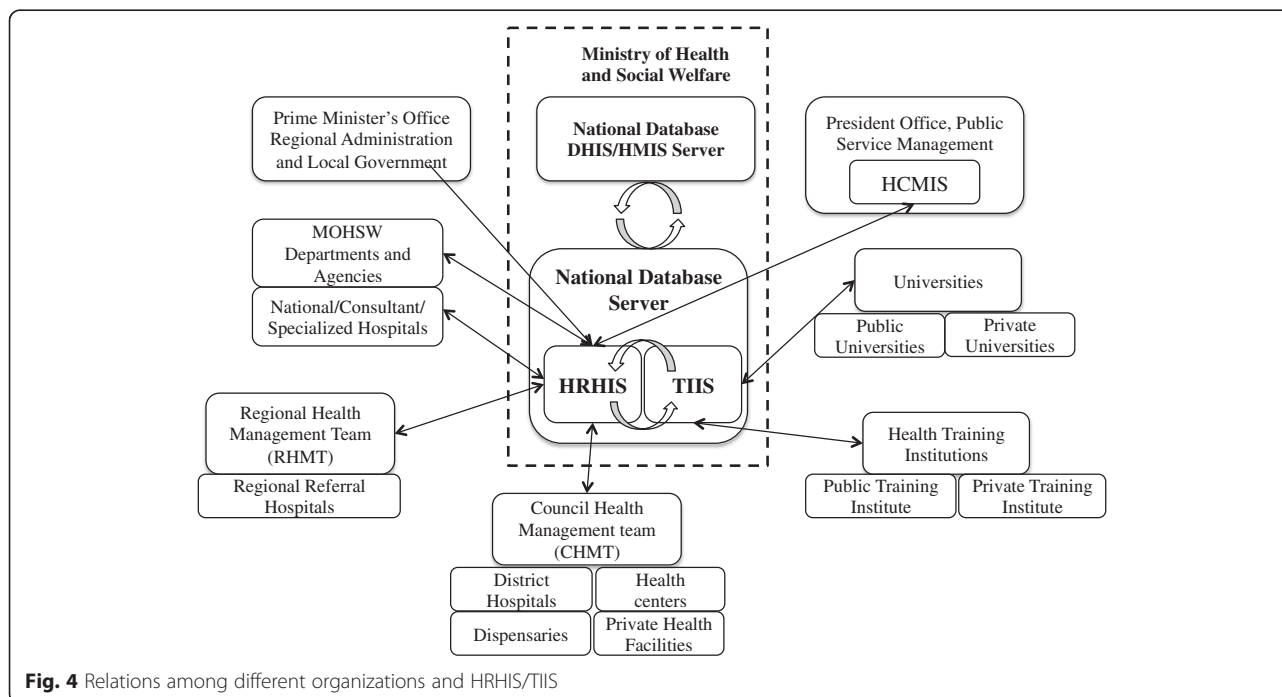 Ministry of Health
and Social Welfare
Prime Minister's Office
Regional Administration
and Local Government
National Database
DHIS/HMIS Server
President Office, Public
Service Management
HCMIS
MOHSW
Departments and
Agencies
National/Consultant/
Specialized Hospitals
National Database
Server
HRHIS
TIIS
Universities
Public
Universities
Private
Universities
Regional Health
Management Team
(RHMT)
Regional Referral
Hospitals
Health Training
Institutions
Public Training
Institute
Private Training
Institute
Council Health
Management team
(CHMT)
District
Hospitals
Health
centers
Dispensaries
Private Health
Facilities
Fig. 4 Relations among different organizations and HRHIS/TIIS